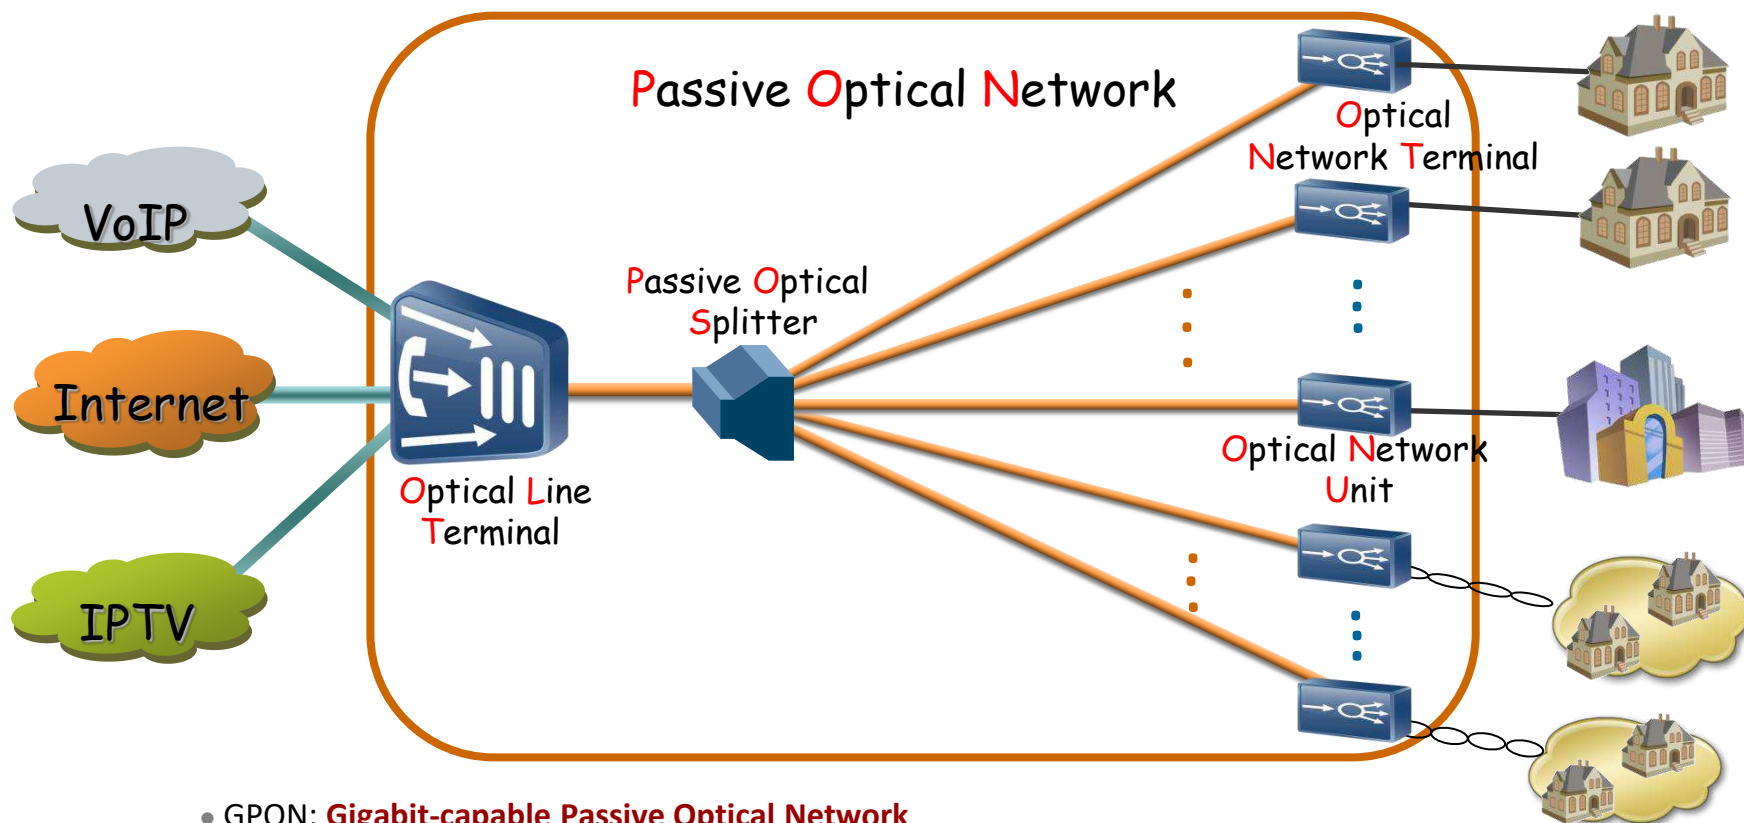 Passive Optical Network
Optical
Network Terminal
VoIP
Passive Optical
Splitter
Internet
Optical Network
Unit
Optical Line
Terminal
IPTV
GPON: Gigabit-capable Passive Optical Network